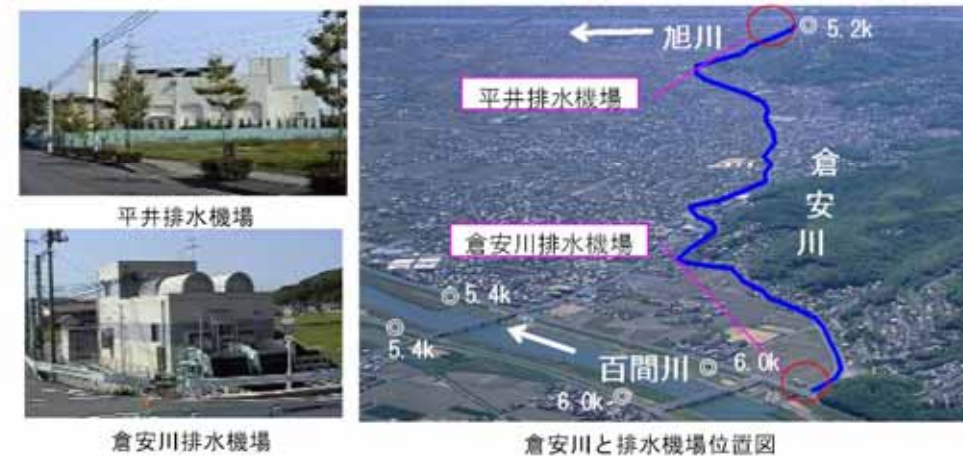 平井排水機場
倉安川排水機場
旭川
◎ 5.2k
平井排水機場
倉安川
倉安川排水機場
◎ 5.4k
◎
5.4k
百間川 ◎ 6.0k
6.0k ◎
倉安川と排水機場位置図